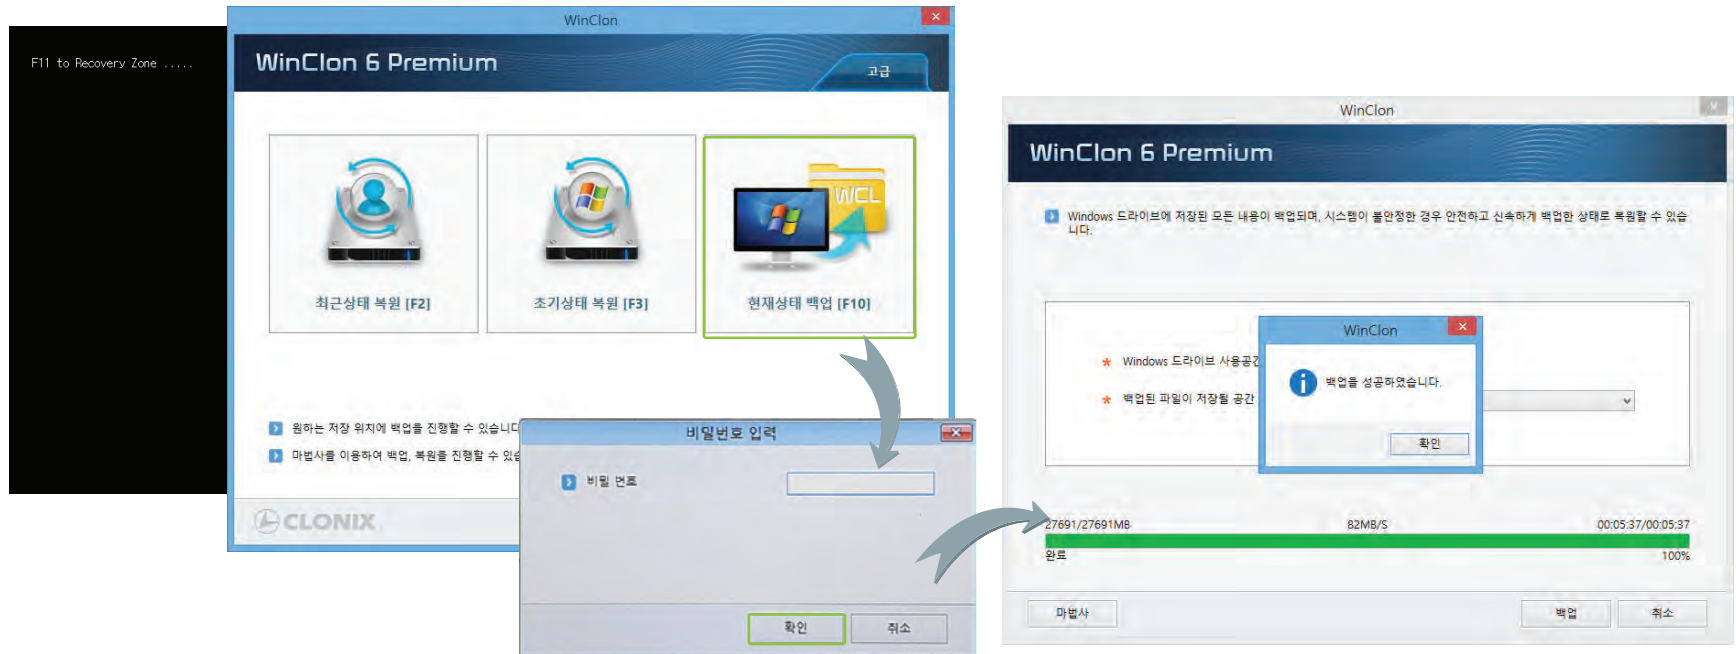 F11 to Recovery Zone .....
WinClon
WinClon 6 Premium
고급
WCL
최근상태 복원 [F2]
초기상태 복원 [F3]
현재상태 백업 [F10]
원하는 저장 위치에 백업을 진행할 수 있습니다
마법사를 이용하여 백업, 복원을 진행할 수
CLONIX
비밀번호 입력
비밀 번호
확인
취소
WinClon
WinClon 6 Premium
Windows 드라이브에 저장된 모든 내용이 백업되며, 시스템이 불안정한 경우 안전하고 신속하게 백업한 상태로 복원할 수 있습
니다.
Windows 드라이브 사용공간
백업된 파일이 저장될 공간
WinClon
백업을 성공하였습니다.
확인
27691/27691MB
82MB/S
00:05:37/00:05:37
완료
100%
마법사
백업
취소